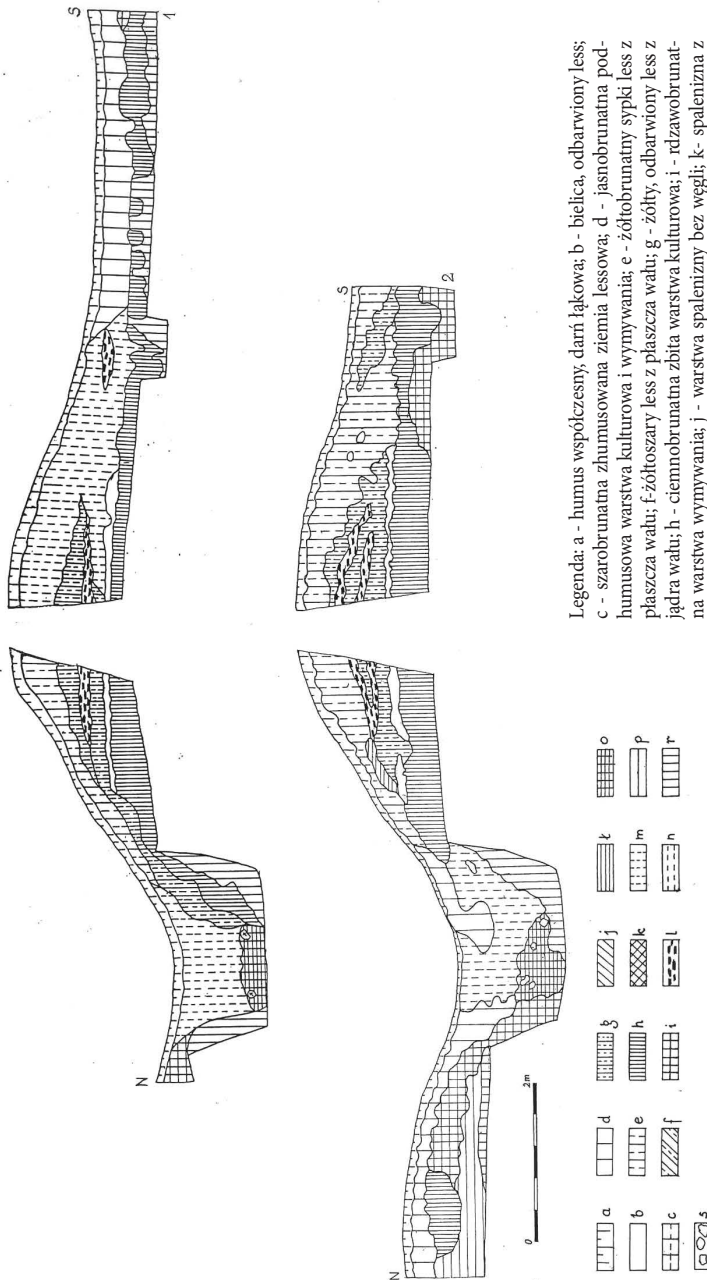 S
N
1
S
2
N
0 2m
a d g j ł o
b e h k m p
c f i l n r
s
Legenda: a - humus współczesny, darń łąkowa; b - bielica, odbarwiony less;
c - szarobrunatna zhumusowana ziemia lessowa; d - jasnobrunatna pod-
humusowa warstwa kulturowa i wymywania; e - żółtobrunatny sypki less z
płaszcza wału; f-żółtoszary less z płaszcza wału; g - żółty, odbarwiony less z
jądra wału; h - ciemnobrunatna zbita warstwa kulturowa; i - rdzawobrunat-
na warstwa wymywania; j - warstwa spalenizny bez węgli; k- spalenizna z